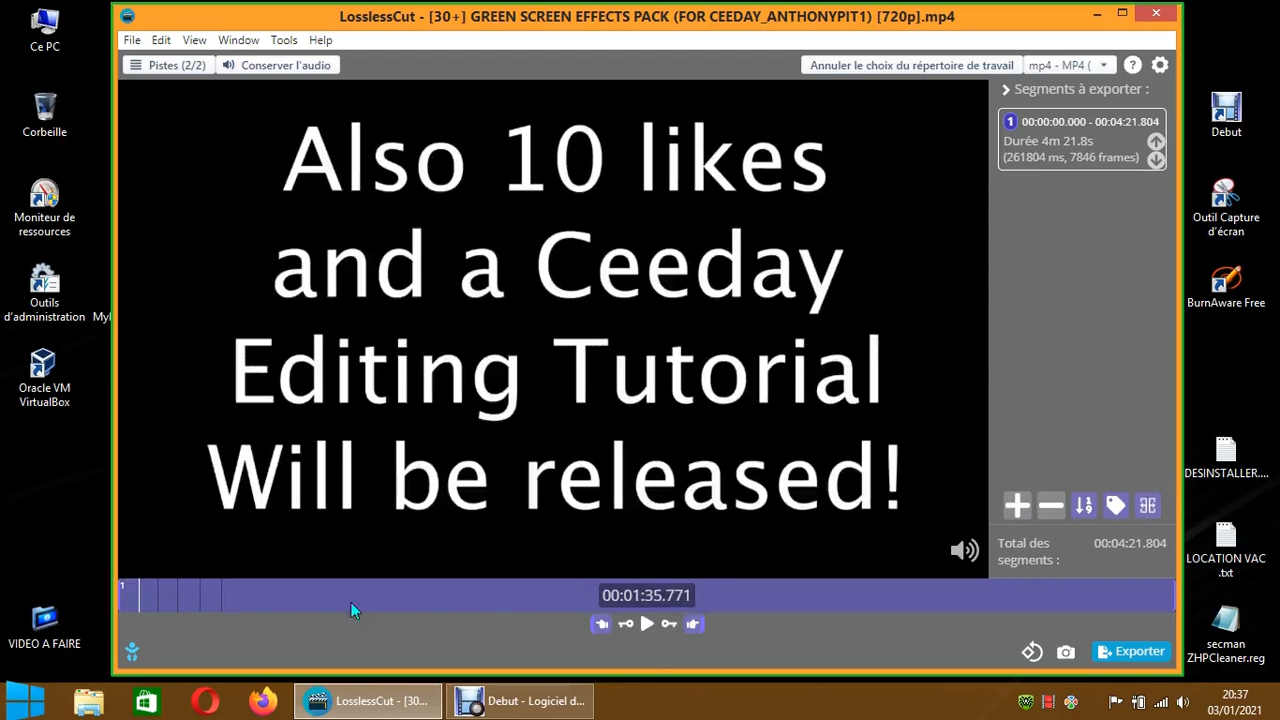 Ce PC
Corbeille
Moniteur de
ressources
Outils
d'administration
Oracle VM
VirtualBox
VIDEO A FAIRE
LosslessCut - [30+] GREEN SCREEN EFFECTS PACK (FOR CEEDAY_ANTHONYPIT1) [720p].mp4
File Edit View Window Tools Help
Pistes (2/2) Conserver l'audio
Annuler le choix du répertoire de travail mp4 - MP4 (
Also 10 likes
and a Ceeday
Editing Tutorial
Will be released!
Segments à exporter :
1 00:00:00.000 - 00:04:21.804
Durée 4m 21.8s
(261804 ms, 7846 frames)
Total des
segments :
00:04:21.804
1
00:01:35.771
Exporter
Debut
Outil Capture
d'écran
BurnAware Free
DESINSTALLER....
LOCATION VAC
.txt
secman
ZHPCleaner.reg
LosslessCut - [30...
Debut - Logiciel d...
20:37
03/01/2021